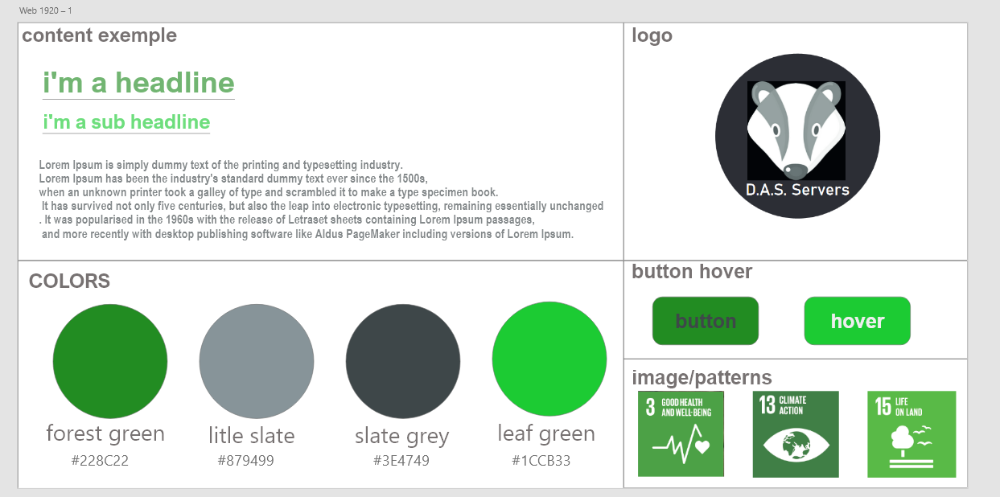 Web 1920 – 1
content exemple
i'm a headline
i'm a sub headline
Lorem Ipsum is simply dummy text of the printing and typesetting industry.
Lorem Ipsum has been the industry's standard dummy text ever since the 1500s,
when an unknown printer took a galley of type and scrambled it to make a type specimen book.
It has survived not only five centuries, but also the leap into electronic typesetting, remaining essentially unchanged
. It was popularised in the 1960s with the release of Letraset sheets containing Lorem Ipsum passages,
and more recently with desktop publishing software like Aldus PageMaker including versions of Lorem Ipsum.
logo
D.A.S. Servers
COLORS
forest green
#228C22
litle slate
#879499
slate grey
#3E4749
leaf green
#1CCB33
button hover
button
hover
image/patterns
3 GOOD HEALTH
AND WELL-BEING
13 CLIMATE
ACTION
15 LIFE
ON LAND